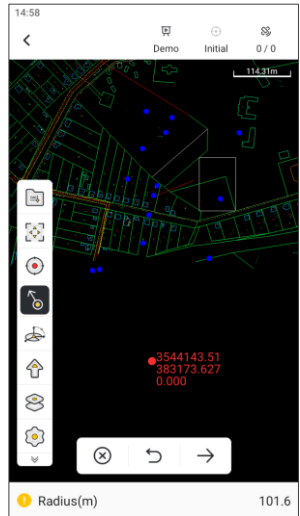 14:58
Demo
Initial
0 / 0
114.31m
3544143.51
383173.627
0.000
Radius(m)
101.6